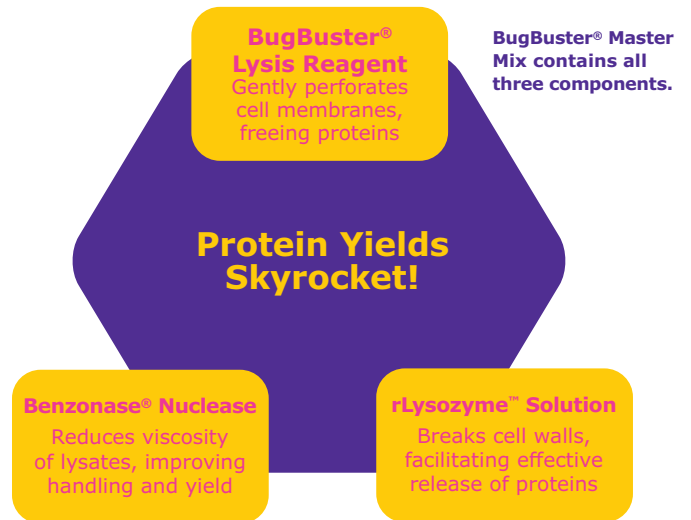 BugBuster®
Lysis Reagent
Gently perforates
cell membranes,
freeing proteins
BugBuster® Master
Mix contains all
three components.
Protein Yields
Skyrocket!
Benzonase® Nuclease
Reduces viscosity
of lysates, improving
handling and yield
rLysozyme™ Solution
Breaks cell walls,
facilitating effective
release of proteins